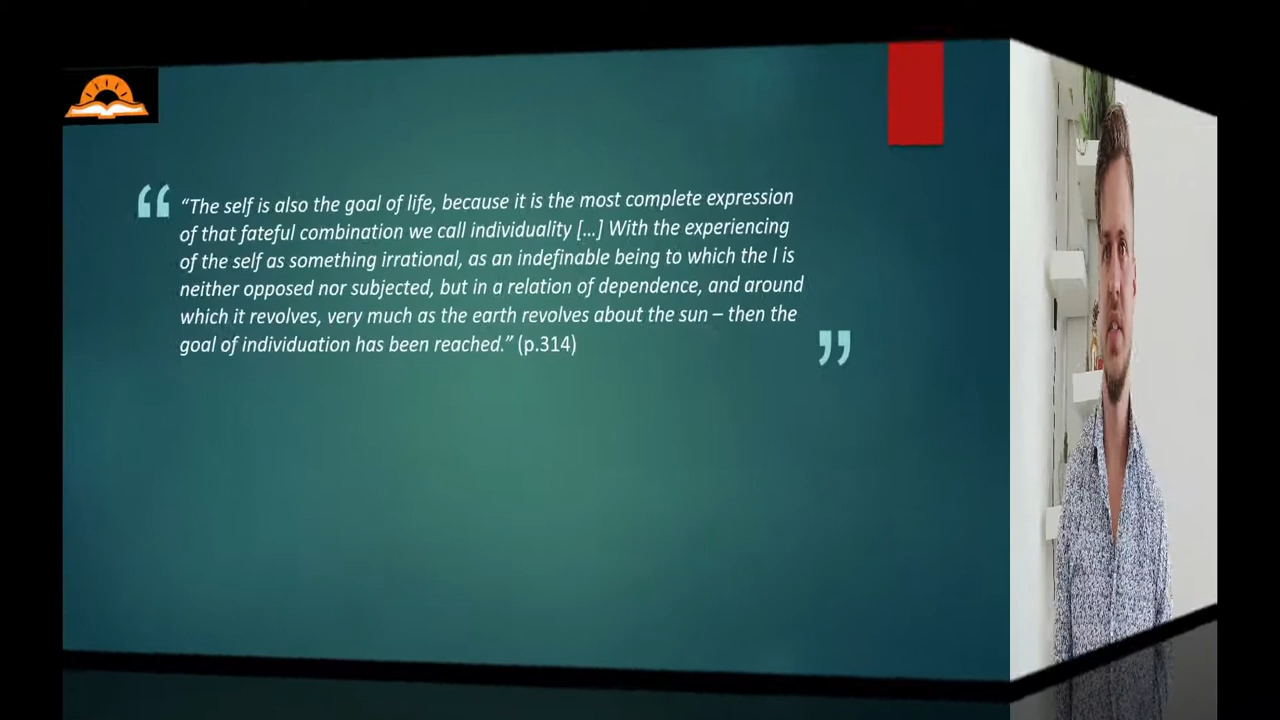 “The self is also the goal of life, because it is the most complete expression
of that fateful combination we call individuality [...] With the experiencing
of the self as something irrational, as an indefinable being to which the I is
neither opposed nor subjected, but in a relation of dependence, and around
which it revolves, very much as the earth revolves about the sun – then the
goal of individuation has been reached.” (p.314)